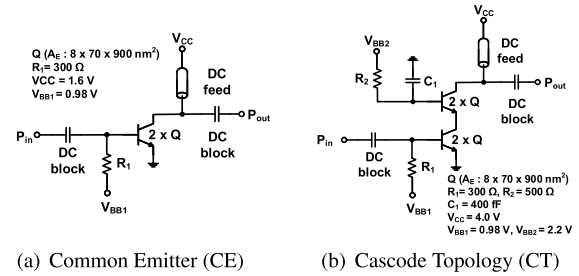 Q (A_E : 8 x 70 x 900 nm²)
R₁= 300 Ω
VCC = 1.6 V
V_BB1 = 0.98 V
V_CC
DC
feed
P_in
DC
block
2 x Q
R₁
V_BB1
DC
block
P_out
(a) Common Emitter (CE)
V_CC
V_BB2
R₂
C₁
DC
feed
2 x Q
DC
block
P_out
P_in
DC
block
2 x Q
R₁
V_BB1
Q (A_E : 8 x 70 x 900 nm²)
R₁= 300 Ω, R₂ = 500 Ω
C₁ = 400 fF
V_CC = 4.0 V
V_BB1 = 0.98 V, V_BB2 = 2.2 V
(b) Cascode Topology (CT)